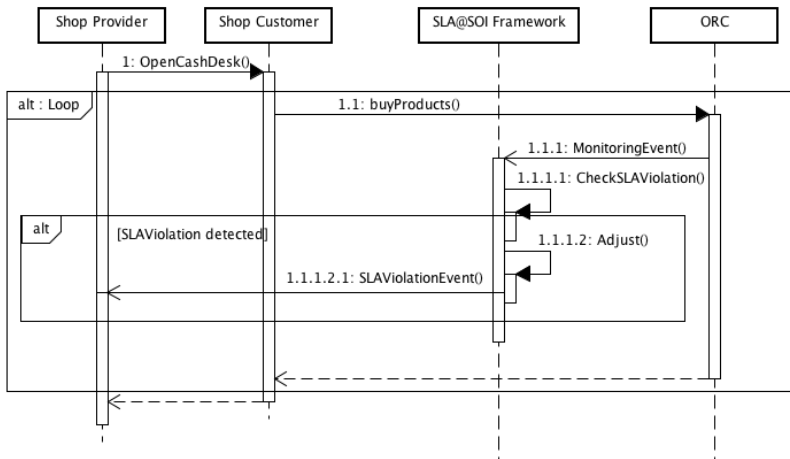 Shop Provider
Shop Customer
SLA@SOI Framework
ORC
1: OpenCashDesk()
alt : Loop
1.1: buyProducts()
1.1.1: MonitoringEvent()
1.1.1.1: CheckSLAViolation()
alt
[SLAViolation detected]
1.1.1.2: Adjust()
1.1.1.2.1: SLAViolationEvent()